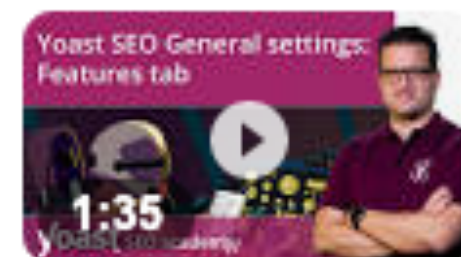 Yoast SEO General settings:
Features tab
1:35
yoast SEO academy